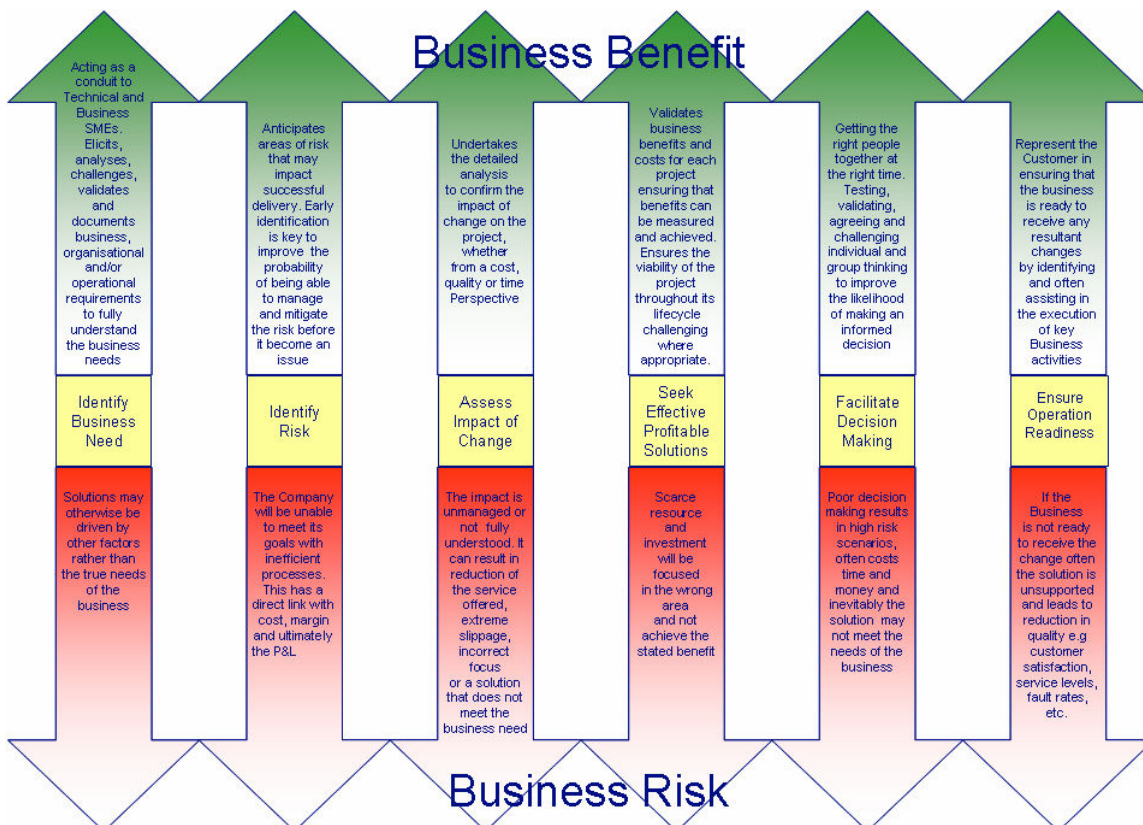 Business Benefit
Acting as a
conduit to
Technical and
Business
SMEs.
Elicits,
analyses,
challenges,
validates
and
documents
business,
organisational
and/or
operational
requirements
to fully
understand
the business
needs
Anticipates
areas of risk
that may
impact
successful
delivery. Early
identification
is key to
improve the
probability
of being able
to manage
and mitigate
the risk before
it become an
issue
Undertakes
the detailed
analysis
to confirm the
impact of
change on the
project,
whether
from a cost,
quality or time
Perspective
Validates
business
benefits and
costs for each
project
ensuring that
benefits can
be measured
and achieved.
Ensures the
viability of the
project
throughout its
lifecycle
challenging
where
appropriate.
Getting the
right people
together at
the right time.
Testing,
validating,
agreeing and
challenging
individual and
group thinking
to improve
the likelihood
of making an
informed
decision
Represent the
Customer in
ensuring that
the business
is ready to
receive any
resultant
changes
by identifying
and often
assisting in
the execution
of key
Business
activities
Identify
Business
Need
Identify
Risk
Assess
Impact of
Change
Seek
Effective
Profitable
Solutions
Facilitate
Decision
Making
Ensure
Operation
Readiness
Solutions may
otherwise be
driven by
other factors
rather than
the true needs
of the
business
The Company
will be unable
to meet its
goals with
inefficient
processes.
This has a
direct link with
cost, margin
and ultimately
the P&L
The impact is
unmanaged or
not fully
understood. It
can result in
reduction of
the service
offered,
extreme
slippage,
incorrect
focus
or a solution
that does not
meet the
business need
Scarce
resource
and
investment
will be
focused
in the wrong
area
and not
achieve the
stated benefit
Poor decision
making results
in high risk
scenarios,
often costs
time and
money and
inevitably the
solution may
not meet the
needs of the
business
If the
Business
is not ready
to receive the
change often
the solution is
unsupported
and leads to
reduction in
quality e.g
customer
satisfaction,
service levels,
fault rates,
etc.
Business Risk